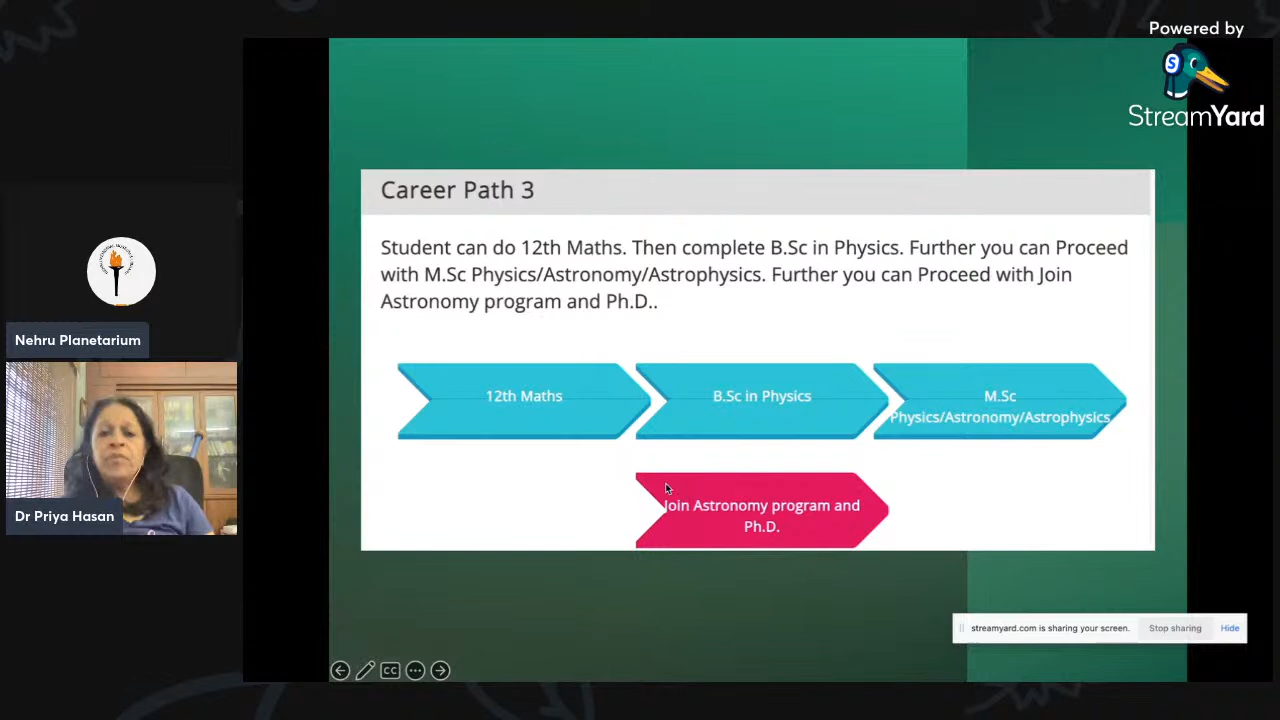 Powered by
S
StreamYard
Career Path 3
Student can do 12th Maths. Then complete B.Sc in Physics. Further you can Proceed
with M.Sc Physics/Astronomy/Astrophysics. Further you can Proceed with Join
Astronomy program and Ph.D..
12th Maths
B.Sc in Physics
M.Sc
Physics/Astronomy/Astrophysics
Join Astronomy program and
Ph.D.
Nehru Planetarium
Dr Priya Hasan
streamyard.com is sharing your screen.
Stop sharing
Hide
CC